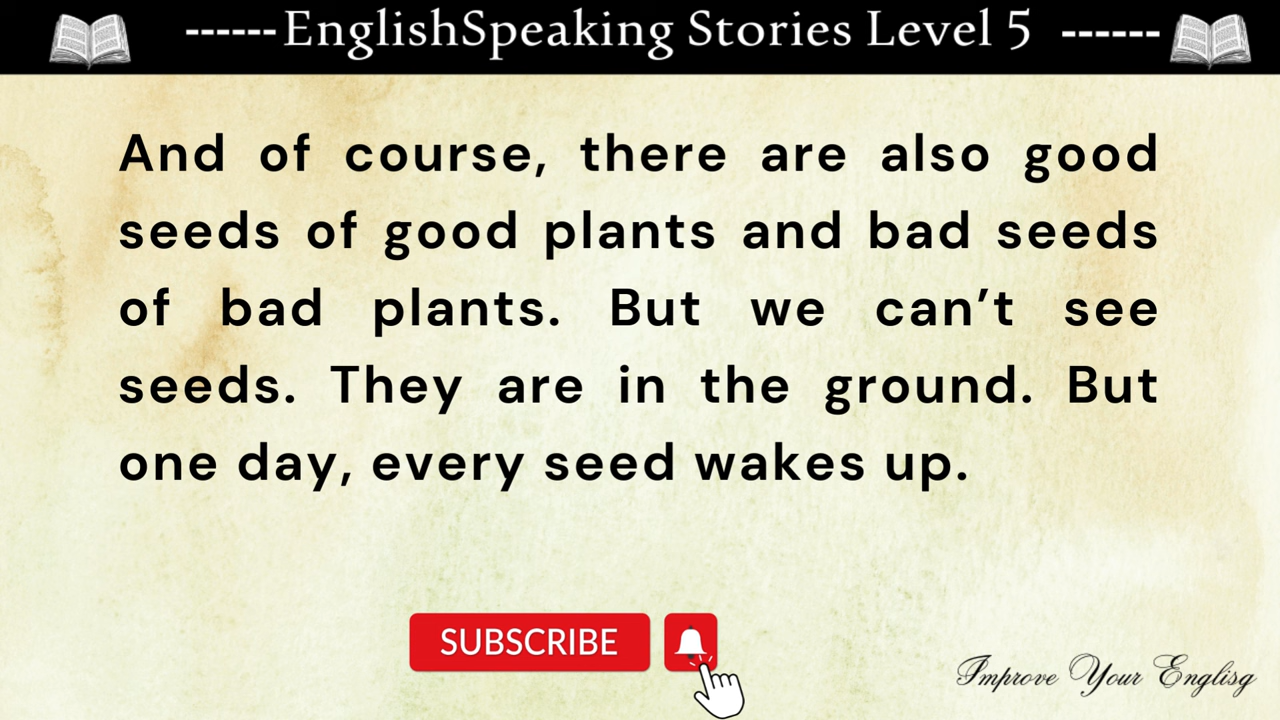 ------EnglishSpeaking Stories Level 5 ------
And of course, there are also good
seeds of good plants and bad seeds
of bad plants. But we can’t see
seeds. They are in the ground. But
one day, every seed wakes up.
SUBSCRIBE
Improve Your Englisg